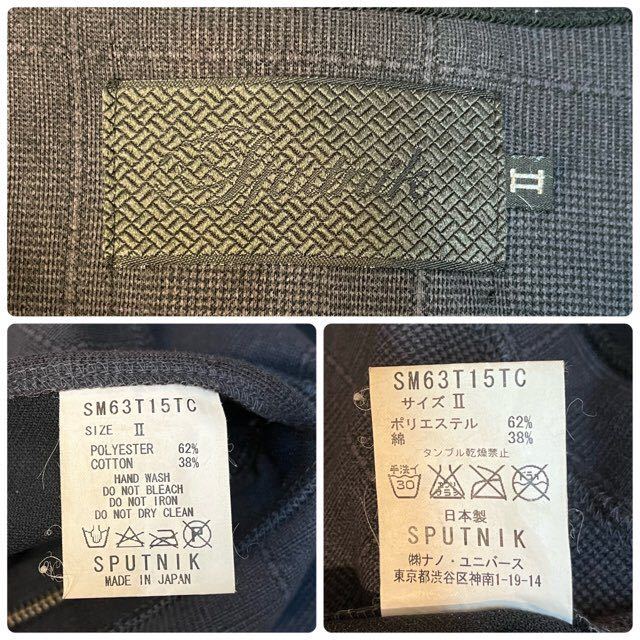 Sputnik
II
SM63T15TC
SIZE II
POLYESTER 62%
COTTON 38%
HAND WASH
DO NOT BLEACH
DO NOT IRON
DO NOT DRY CLEAN
SPUTNIK
MADE IN JAPAN
SM63T15TC
サイズ II
ポリエステル 62%
綿 38%
タンブル乾燥禁止
手洗イ
30
ドライ
日本製
SPUTNIK
㈱ナノ・ユニバース
東京都渋谷区神南1-19-14